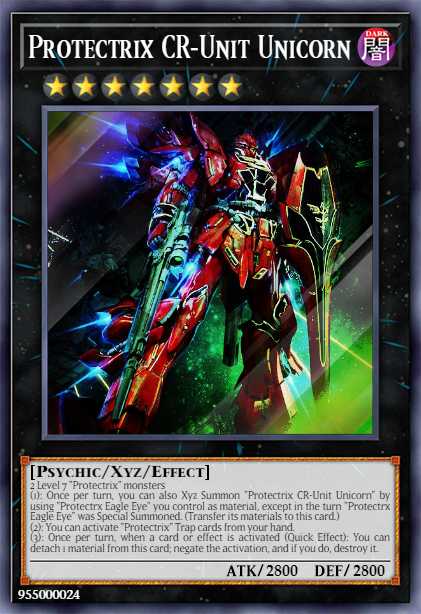 PROTECTRIX CR-UNIT UNICORN
DARK
闇
[PSYCHIC/XYZ/EFFECT]
2 Level 7 "Protectrix" monsters
(1): Once per turn, you can also Xyz Summon "Protectrix CR-Unit Unicorn" by
using "Protectrx Eagle Eye" you control as material, except in the turn "Protectrx
Eagle Eye" was Special Summoned. (Transfer its materials to this card.)
(2): You can activate "Protectrix" Trap cards from your hand.
(3): Once per turn, when a card or effect is activated (Quick Effect): You can
detach 1 material from this card; negate the activation, and if you do, destroy it.
ATK/2800 DEF/2800
955000024